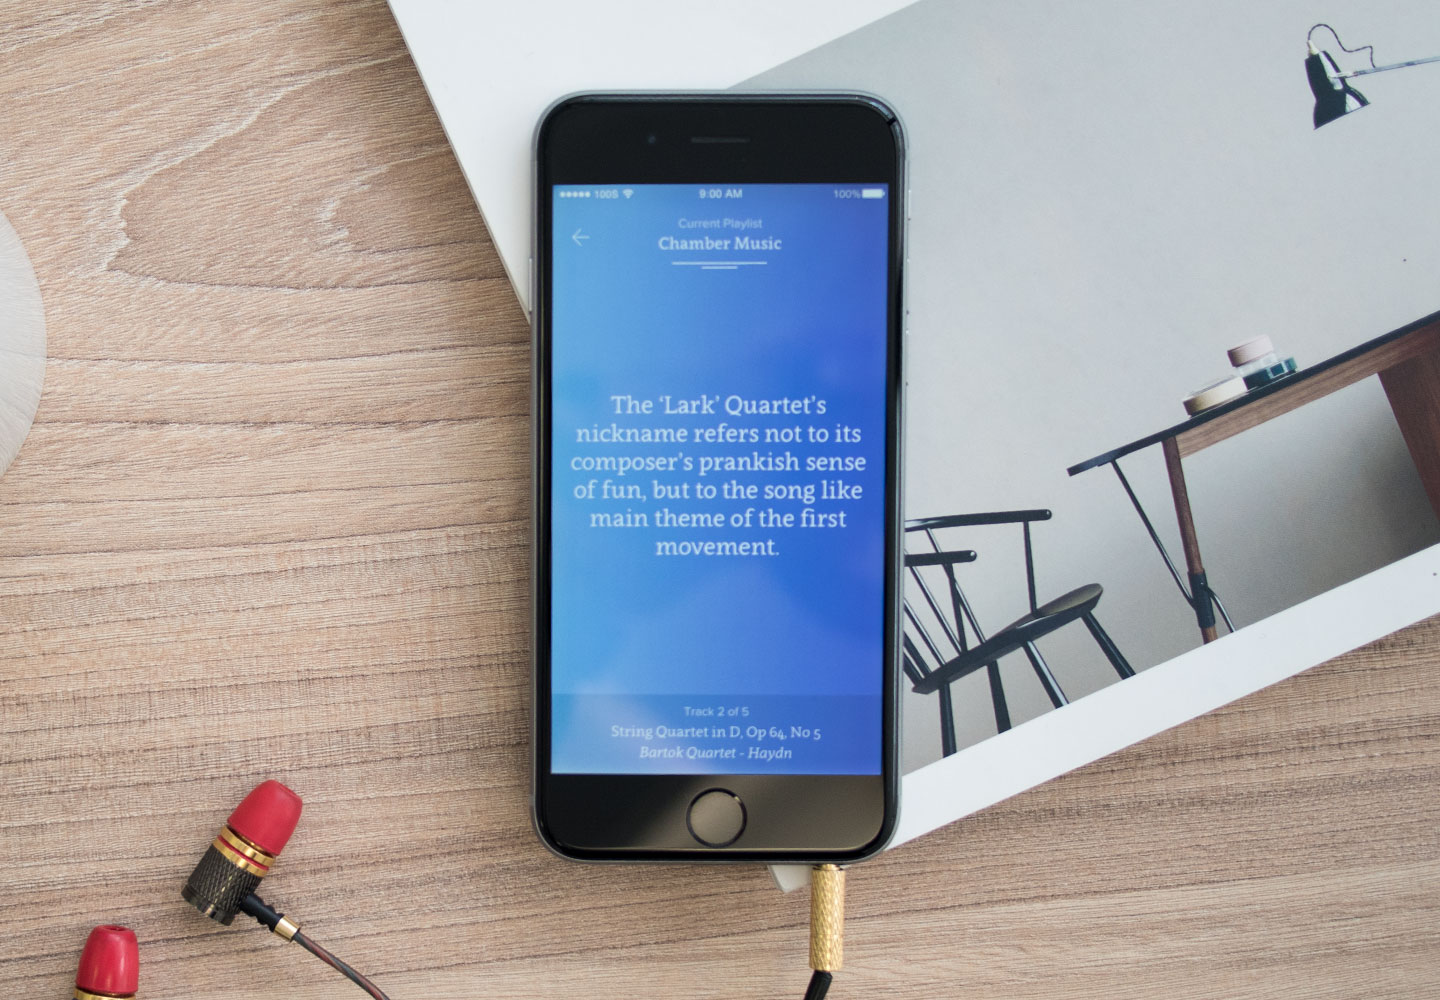 100S 9:00 AM 100%
Current Playlist
Chamber Music
The ‘Lark’ Quartet’s
nickname refers not to its
composer’s prankish sense
of fun, but to the song like
main theme of the first
movement.
Track 2 of 5
String Quartet in D, Op 64, No 5
Bartok Quartet - Haydn